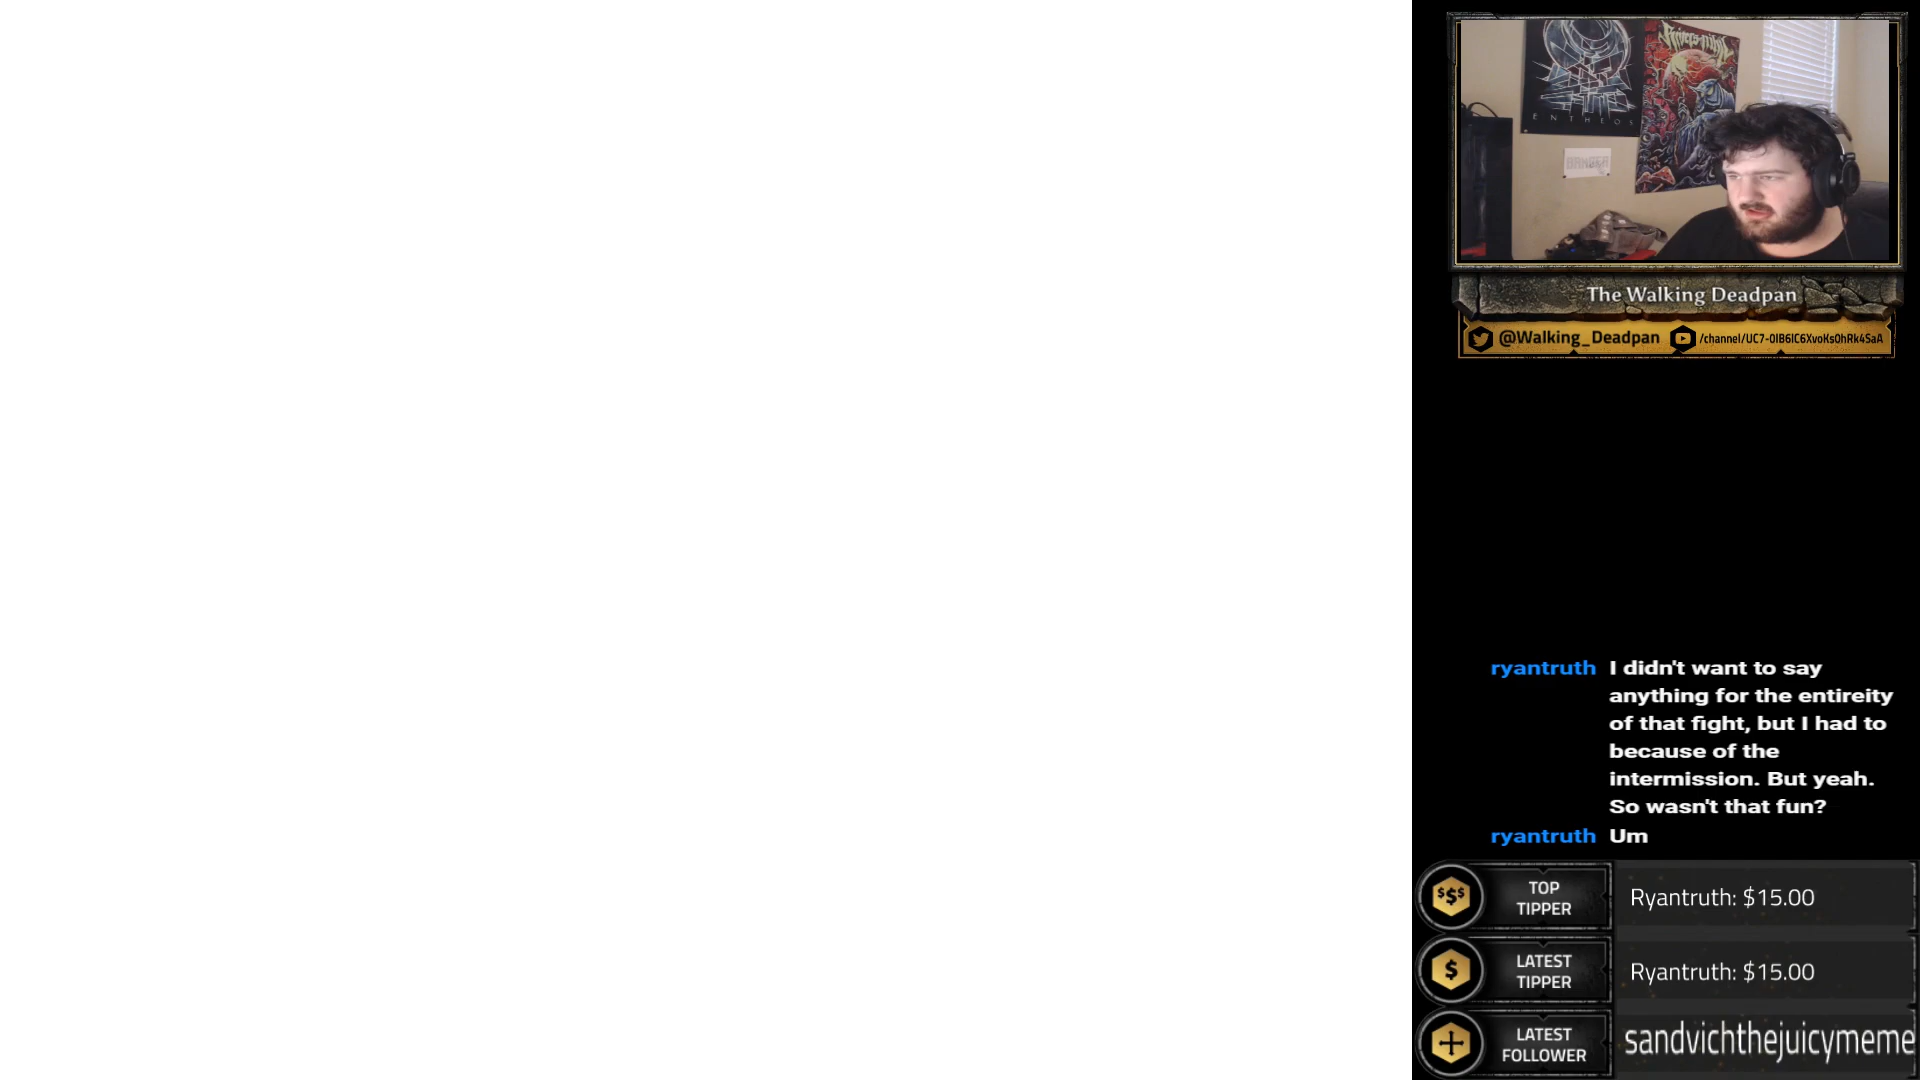 ENTHEOS
The Walking Deadpan
@Walking_Deadpan
/channel/UC7-0IB6IC6XvoKs0hRk4SaA
ryantruth I didn't want to say
anything for the entireity
of that fight, but I had to
because of the
intermission. But yeah.
So wasn't that fun?
ryantruth Um
$$$
TOP
TIPPER
Ryantruth: $15.00
$
LATEST
TIPPER
Ryantruth: $15.00
LATEST
FOLLOWER
sandvichthejuicymeme